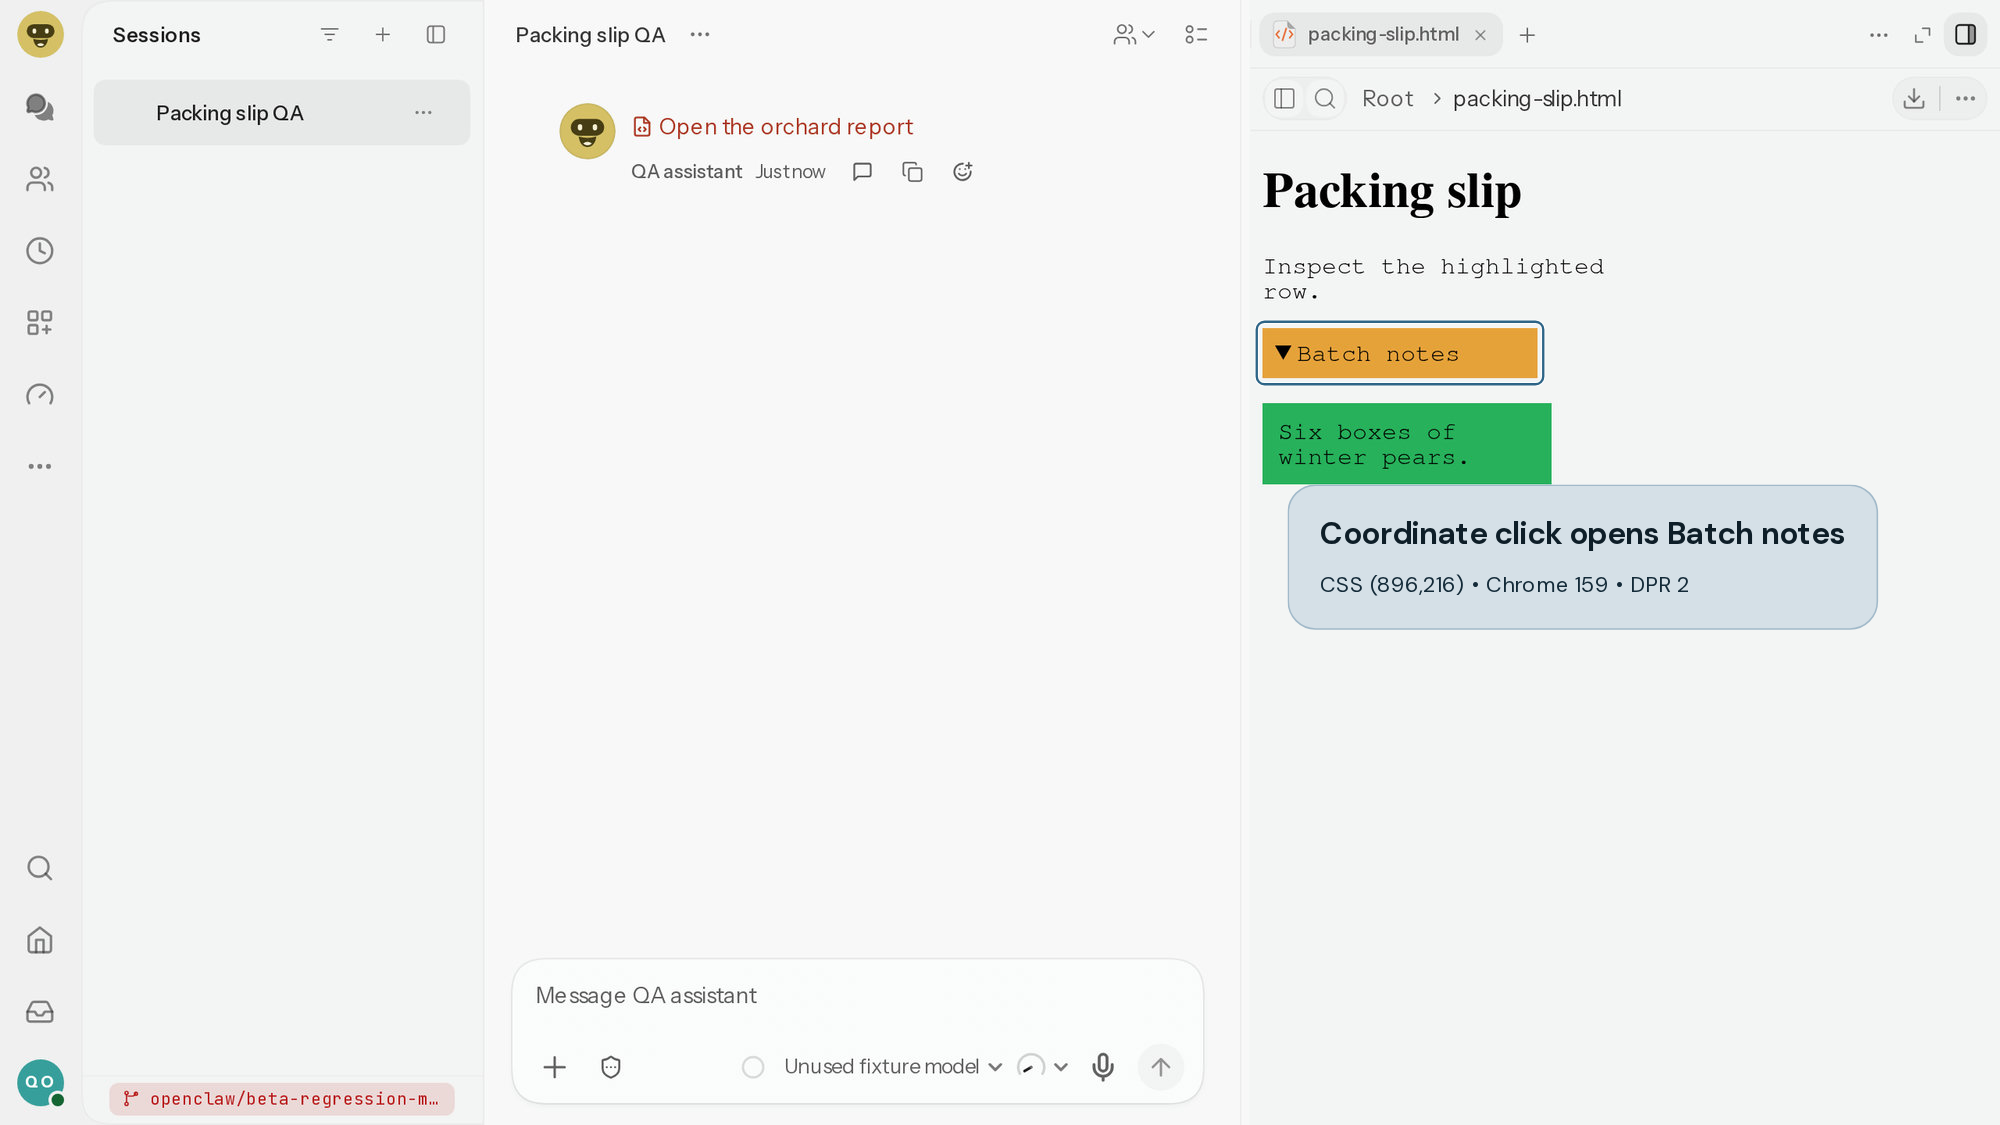 Sessions
Packing slip QA
openclaw/beta-regression-m…
QO
Packing slip QA
Open the orchard report
QA assistant Just now
Message QA assistant
Unused fixture model
packing-slip.html
Root > packing-slip.html
Packing slip
Inspect the highlighted
row.
Batch notes
Six boxes of
winter pears.
Coordinate click opens Batch notes
CSS (896,216) • Chrome 159 • DPR 2